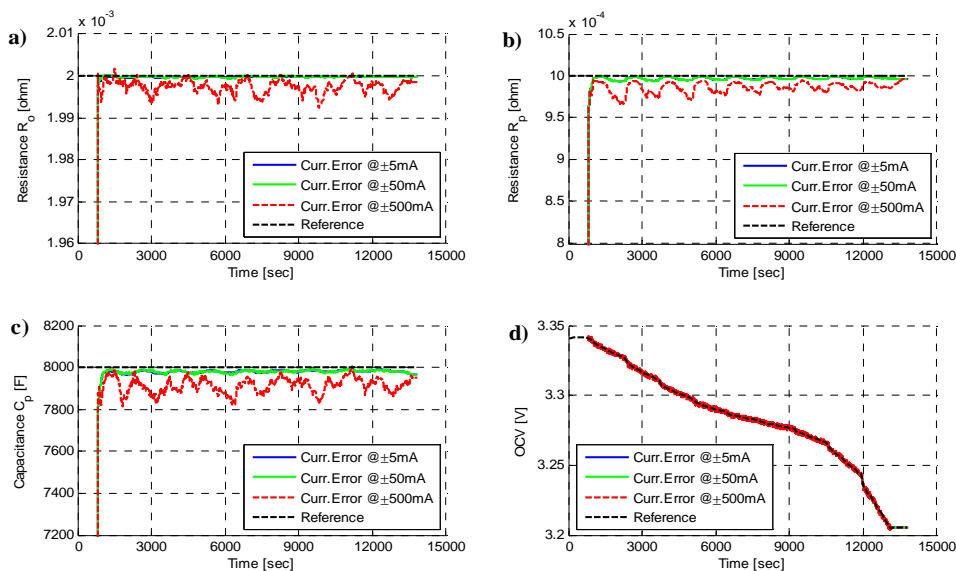 a)
x 10⁻³
2.01
2
1.99
1.98
1.97
1.96
Resistance Rₒ [ohm]
Curr.Error @±5mA
Curr.Error @±50mA
Curr.Error @±500mA
Reference
0 3000 6000 9000 12000 15000
Time [sec]
b)
x 10⁻⁴
10.5
10
9.5
9
8.5
8
Resistance Rₚ [ohm]
Curr.Error @±5mA
Curr.Error @±50mA
Curr.Error @±500mA
Reference
0 3000 6000 9000 12000 15000
Time [sec]
c)
8200
8000
7800
7600
7400
7200
Capacitance Cₚ [F]
Curr.Error @±5mA
Curr.Error @±50mA
Curr.Error @±500mA
Reference
0 3000 6000 9000 12000 15000
Time [sec]
d)
3.35
3.3
3.25
3.2
OCV [V]
Curr.Error @±5mA
Curr.Error @±50mA
Curr.Error @±500mA
Reference
0 3000 6000 9000 12000 15000
Time [sec]